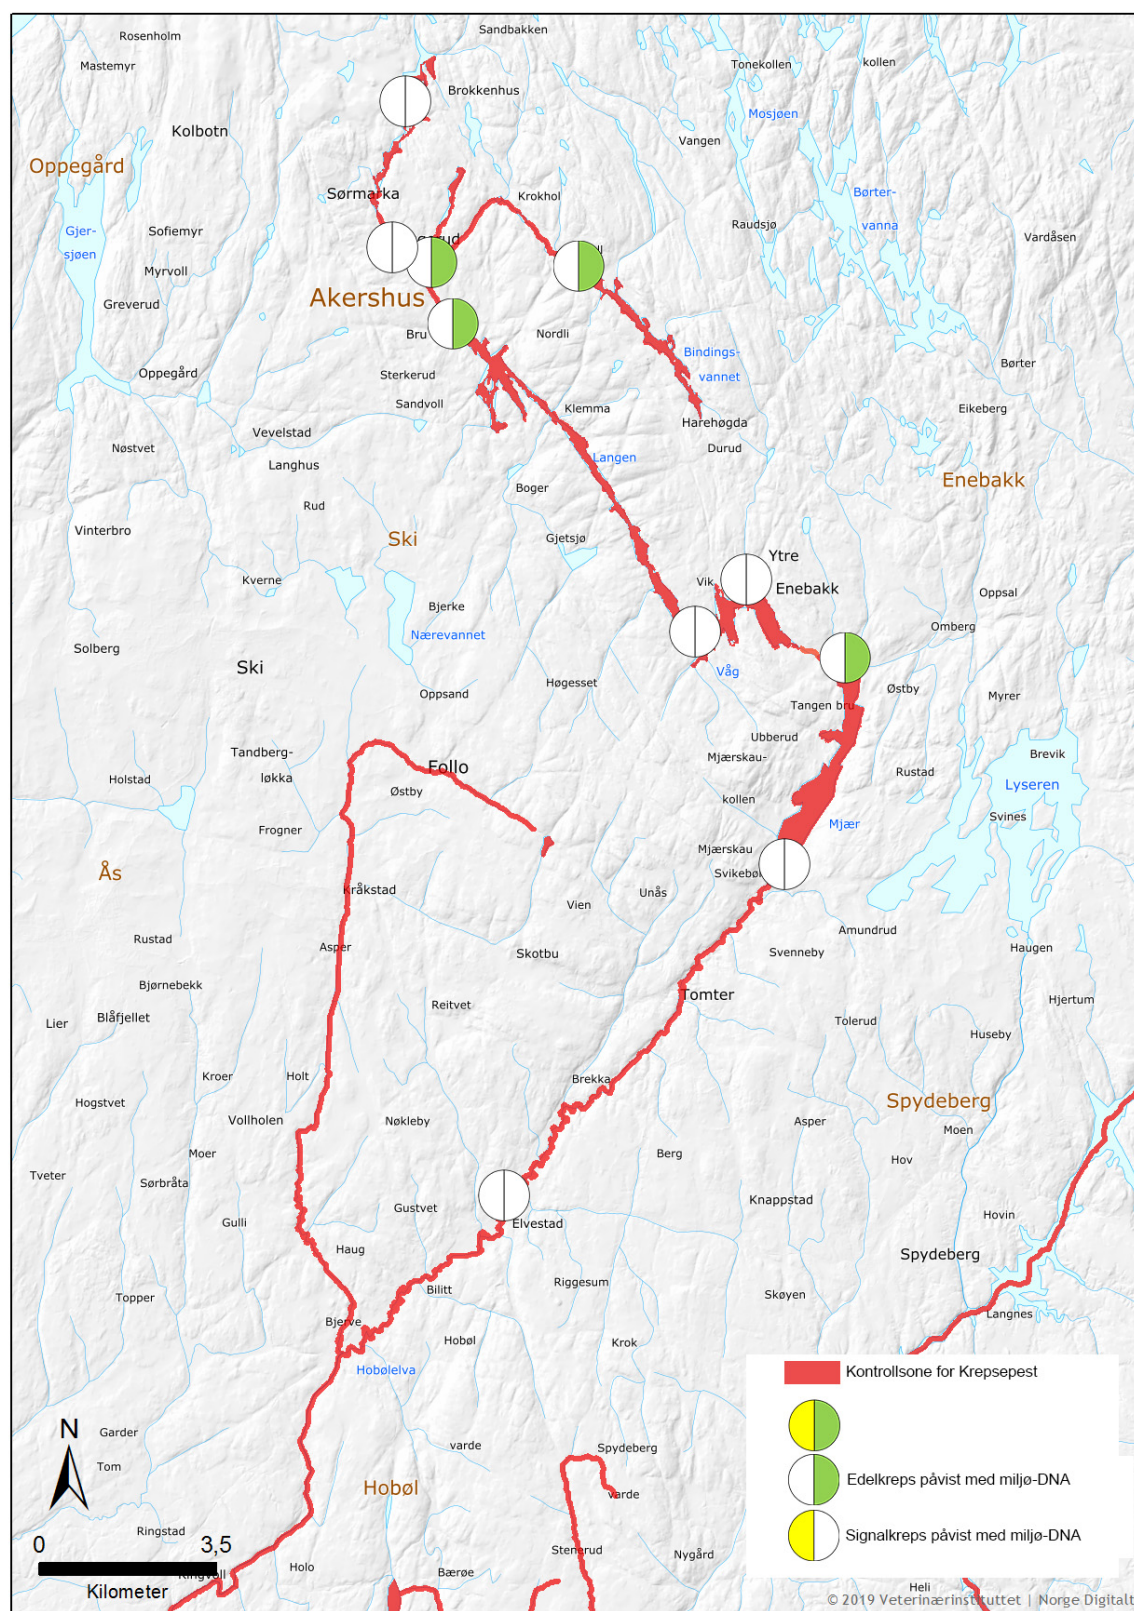 Rosenholm
Sandbakken
Mastemyr
Tonekollen
kollen
Brokkenhus
Mosjøen
Kolbotn
Vangen
Oppegård
Sørmarka
Krokhol
Børter-
vanna
Gjer-
sjøen
Sofiemyr
Raudsjø
Vardåsen
Myrvoll
Greverud
Akershus
Bru
Nordli
Bindings-
vannet
Oppegård
Sterkerud
Børter
Sandvoll
Klemma
Eikeberg
Harehøgda
Vevelstad
Nøstvet
Durud
Langhus
Langen
Enebakk
Boger
Rud
Vinterbro
Ski
Gjetsjø
Ytre
Enebakk
Kverne
Vik
Oppsal
Bjerke
Nærevannet
Omberg
Solberg
Ski
Våg
Høgesset
Oppsand
Østby
Myrer
Tangen bru
Ubberud
Tandberg-
løkka
Brevik
Mjærskau-
kollen
Follo
Holstad
Rustad
Lyseren
Østby
Svines
Frogner
Mjær
Mjærskau
Ås
Svikebøl
Kråkstad
Unås
Vien
Amundrud
Rustad
Asper
Skotbu
Svenneby
Haugen
Bjørnebekk
Tomter
Reitvet
Hjertum
Blåfjellet
Lier
Tolerud
Huseby
Kroer
Holt
Brekka
Hogstvet
Spydeberg
Vollholen
Nøkleby
Asper
Moen
Moer
Berg
Hov
Tveter
Sørbråta
Knappstad
Gustvet
Hovin
Gulli
Elvestad
Haug
Spydeberg
Riggesum
Bilitt
Topper
Skøyen
Langnes
Bjerve
Hobøl
Krok
Hobølelva
Kontrollsone for Krepsepest
N
Garder
varde
Spydeberg
Tom
Edelkreps påvist med miljø-DNA
Hobøl
varde
Ringstad
Signalkreps påvist med miljø-DNA
0 3,5
Stenerud
Nygård
Holo
Ringvoll
Bærøe
Kilometer
Heli
© 2019 Veterinærinstituttet | Norge Digitalt